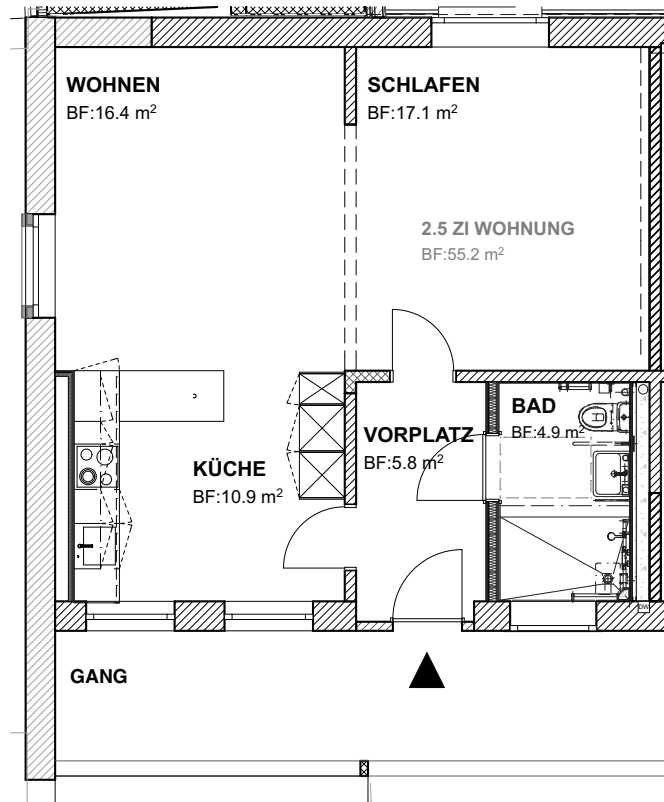 WOHNEN
BF:16.4 m²
SCHLAFEN
BF:17.1 m²
2.5 ZI WOHNUNG
BF:55.2 m²
BAD
BF:4.9 m²
VORPLATZ
BF:5.8 m²
KÜCHE
BF:10.9 m²
DW
GANG